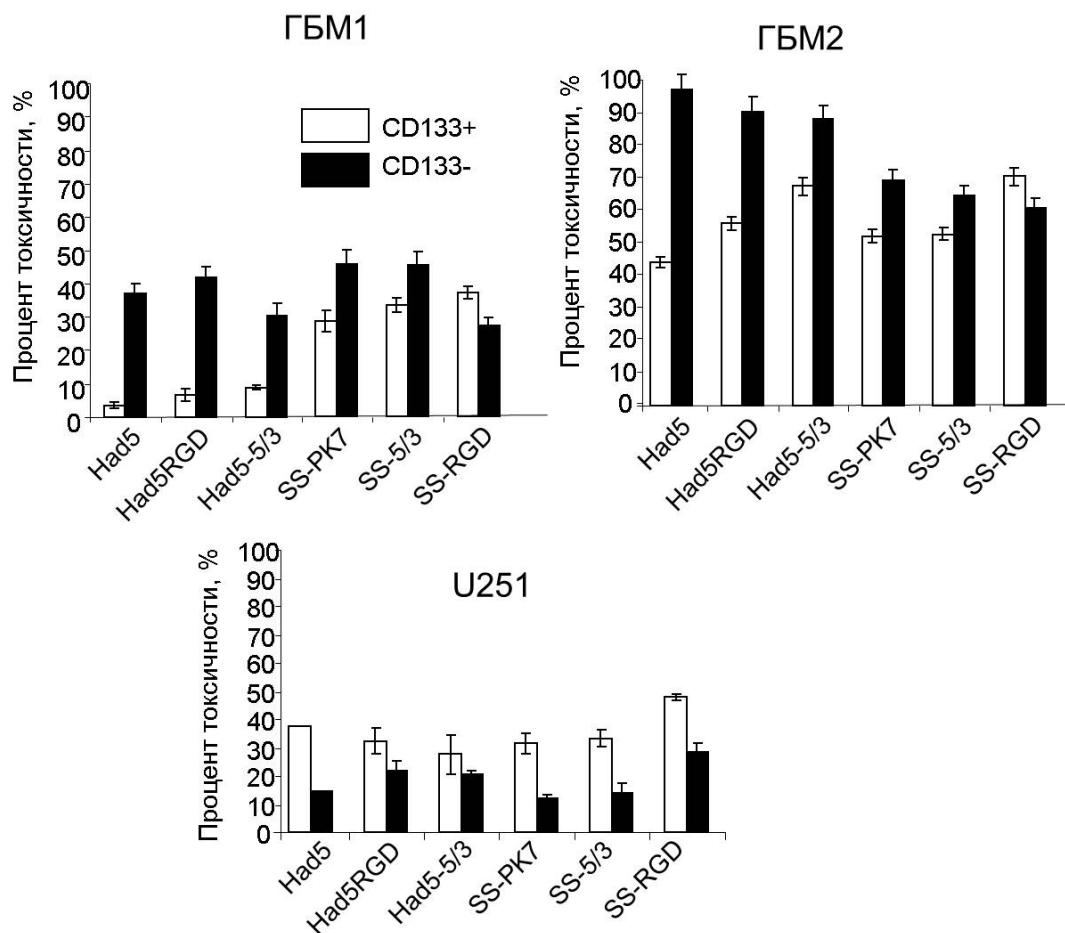 ГБМ1
Процент токсичности, %
100
90
80
70
60
50
40
30
20
10
0
CD133+
CD133-
Had5
Had5RGD
Had5-5/3
SS-PK7
SS-5/3
SS-RGD
ГБМ2
Процент токсичности, %
100
90
80
70
60
50
40
30
20
10
0
Had5
Had5RGD
Had5-5/3
SS-PK7
SS-5/3
SS-RGD
U251
Процент токсичности, %
100
90
80
70
60
50
40
30
20
10
0
Had5
Had5RGD
Had5-5/3
SS-PK7
SS-5/3
SS-RGD